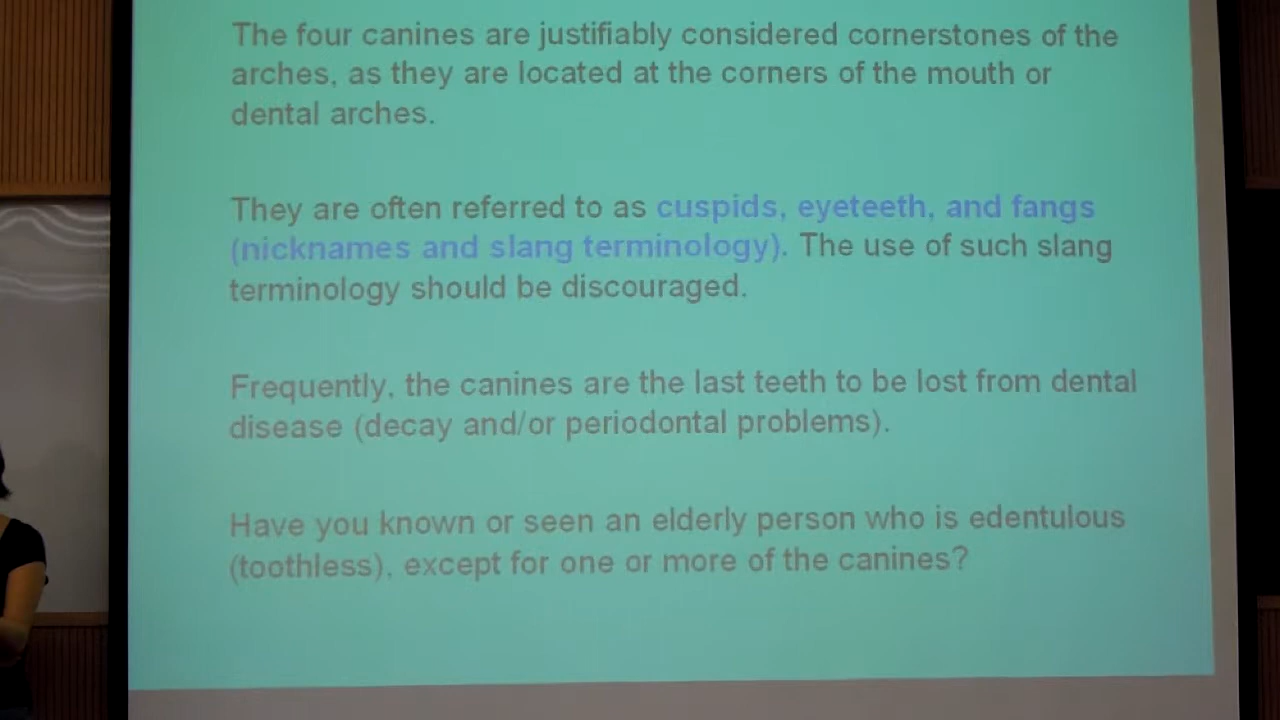 The four canines are justifiably considered cornerstones of the
arches, as they are located at the corners of the mouth or
dental arches.
They are often referred to as cuspids, eyeteeth, and fangs
(nicknames and slang terminology). The use of such slang
terminology should be discouraged.
Frequently, the canines are the last teeth to be lost from dental
disease (decay and/or periodontal problems).
Have you known or seen an elderly person who is edentulous
(toothless), except for one or more of the canines?